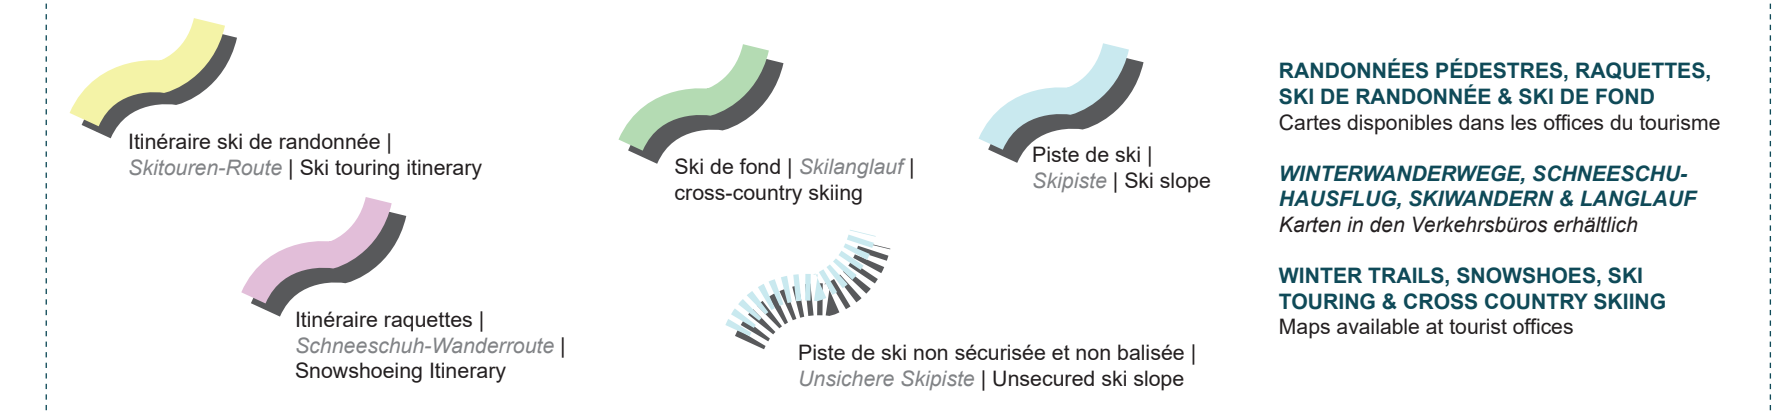 Itinéraire ski de randonnée |
Skitouren-Route | Ski touring itinerary
Itinéraire raquettes |
Schneeschuh-Wanderroute |
Snowshoeing Itinerary
Ski de fond | Skilanglauf |
cross-country skiing
Piste de ski |
Skipiste | Ski slope
Piste de ski non sécurisée et non balisée |
Unsichere Skipiste | Unsecured ski slope
RANDONNÉES PÉDESTRES, RAQUETTES,
SKI DE RANDONNÉE & SKI DE FOND
Cartes disponibles dans les offices du tourisme
WINTERWANDERWEGE, SCHNEESCHU-
HAUSFLUG, SKIWANDERN & LANGLAUF
Karten in den Verkehrsbüros erhältlich
WINTER TRAILS, SNOWSHOES, SKI
TOURING & CROSS COUNTRY SKIING
Maps available at tourist offices